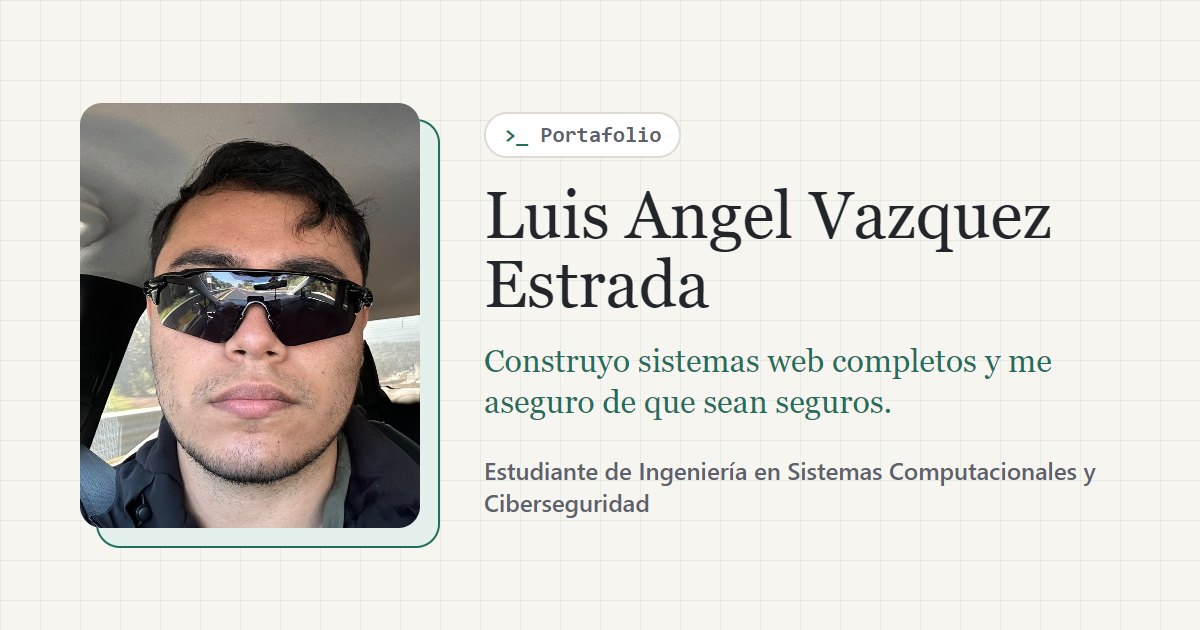 >_ Portafolio
Luis Angel Vazquez
Estrada
Construyo sistemas web completos y me
aseguro de que sean seguros.
Estudiante de Ingeniería en Sistemas Computacionales y
Ciberseguridad